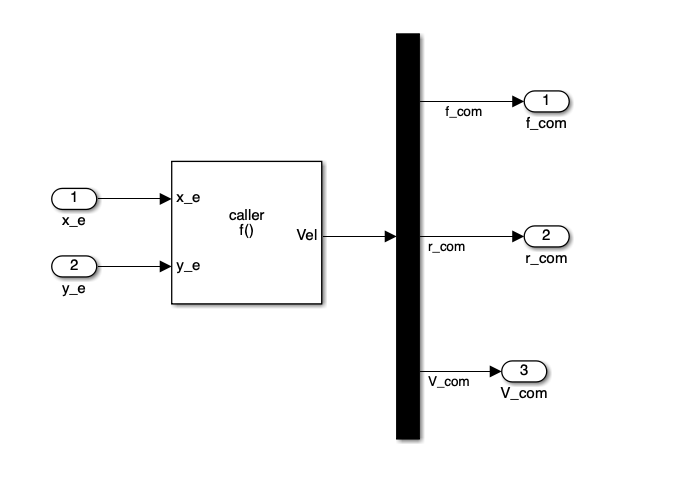 1
x_e
2
y_e
x_e
y_e
caller
f()
Vel
f_com
r_com
V_com
1
f_com
2
r_com
3
V_com